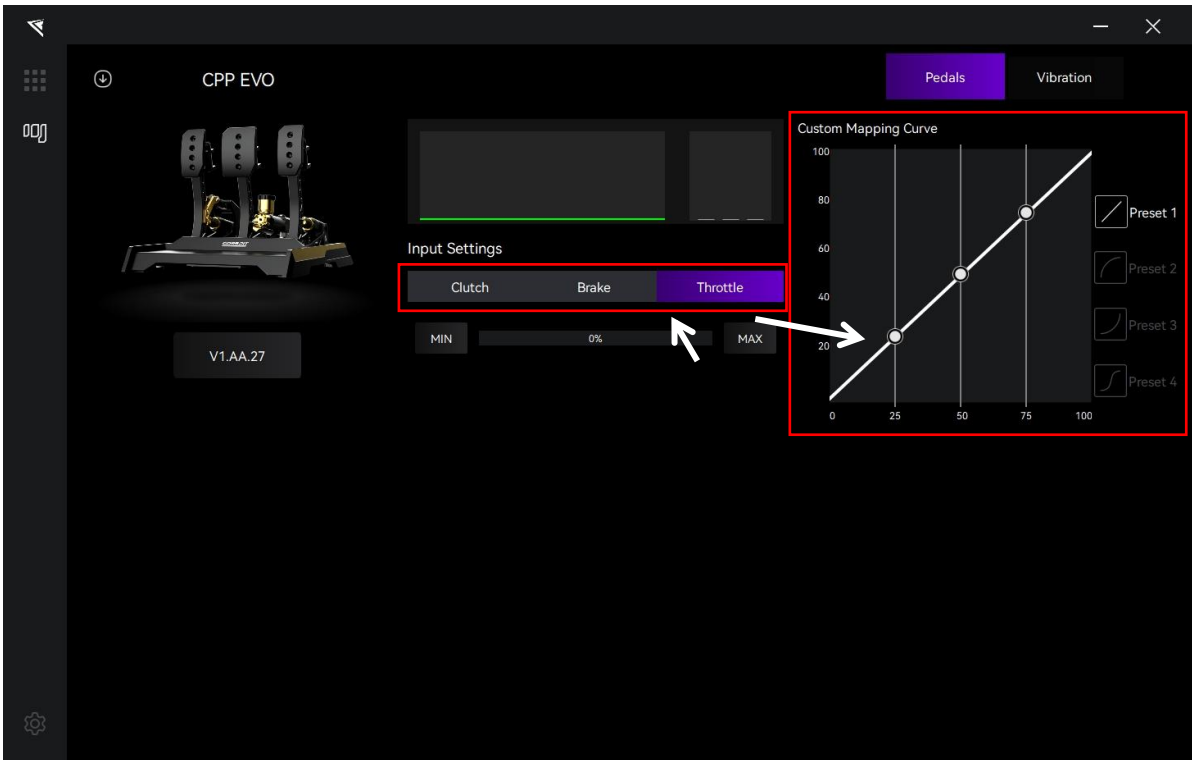 CPP EVO
Pedals
Vibration
Input Settings
Clutch
Brake
Throttle
MIN
0%
MAX
V1.AA.27
Custom Mapping Curve
100
80
60
40
20
0
25
50
75
100
Preset 1
Preset 2
Preset 3
Preset 4